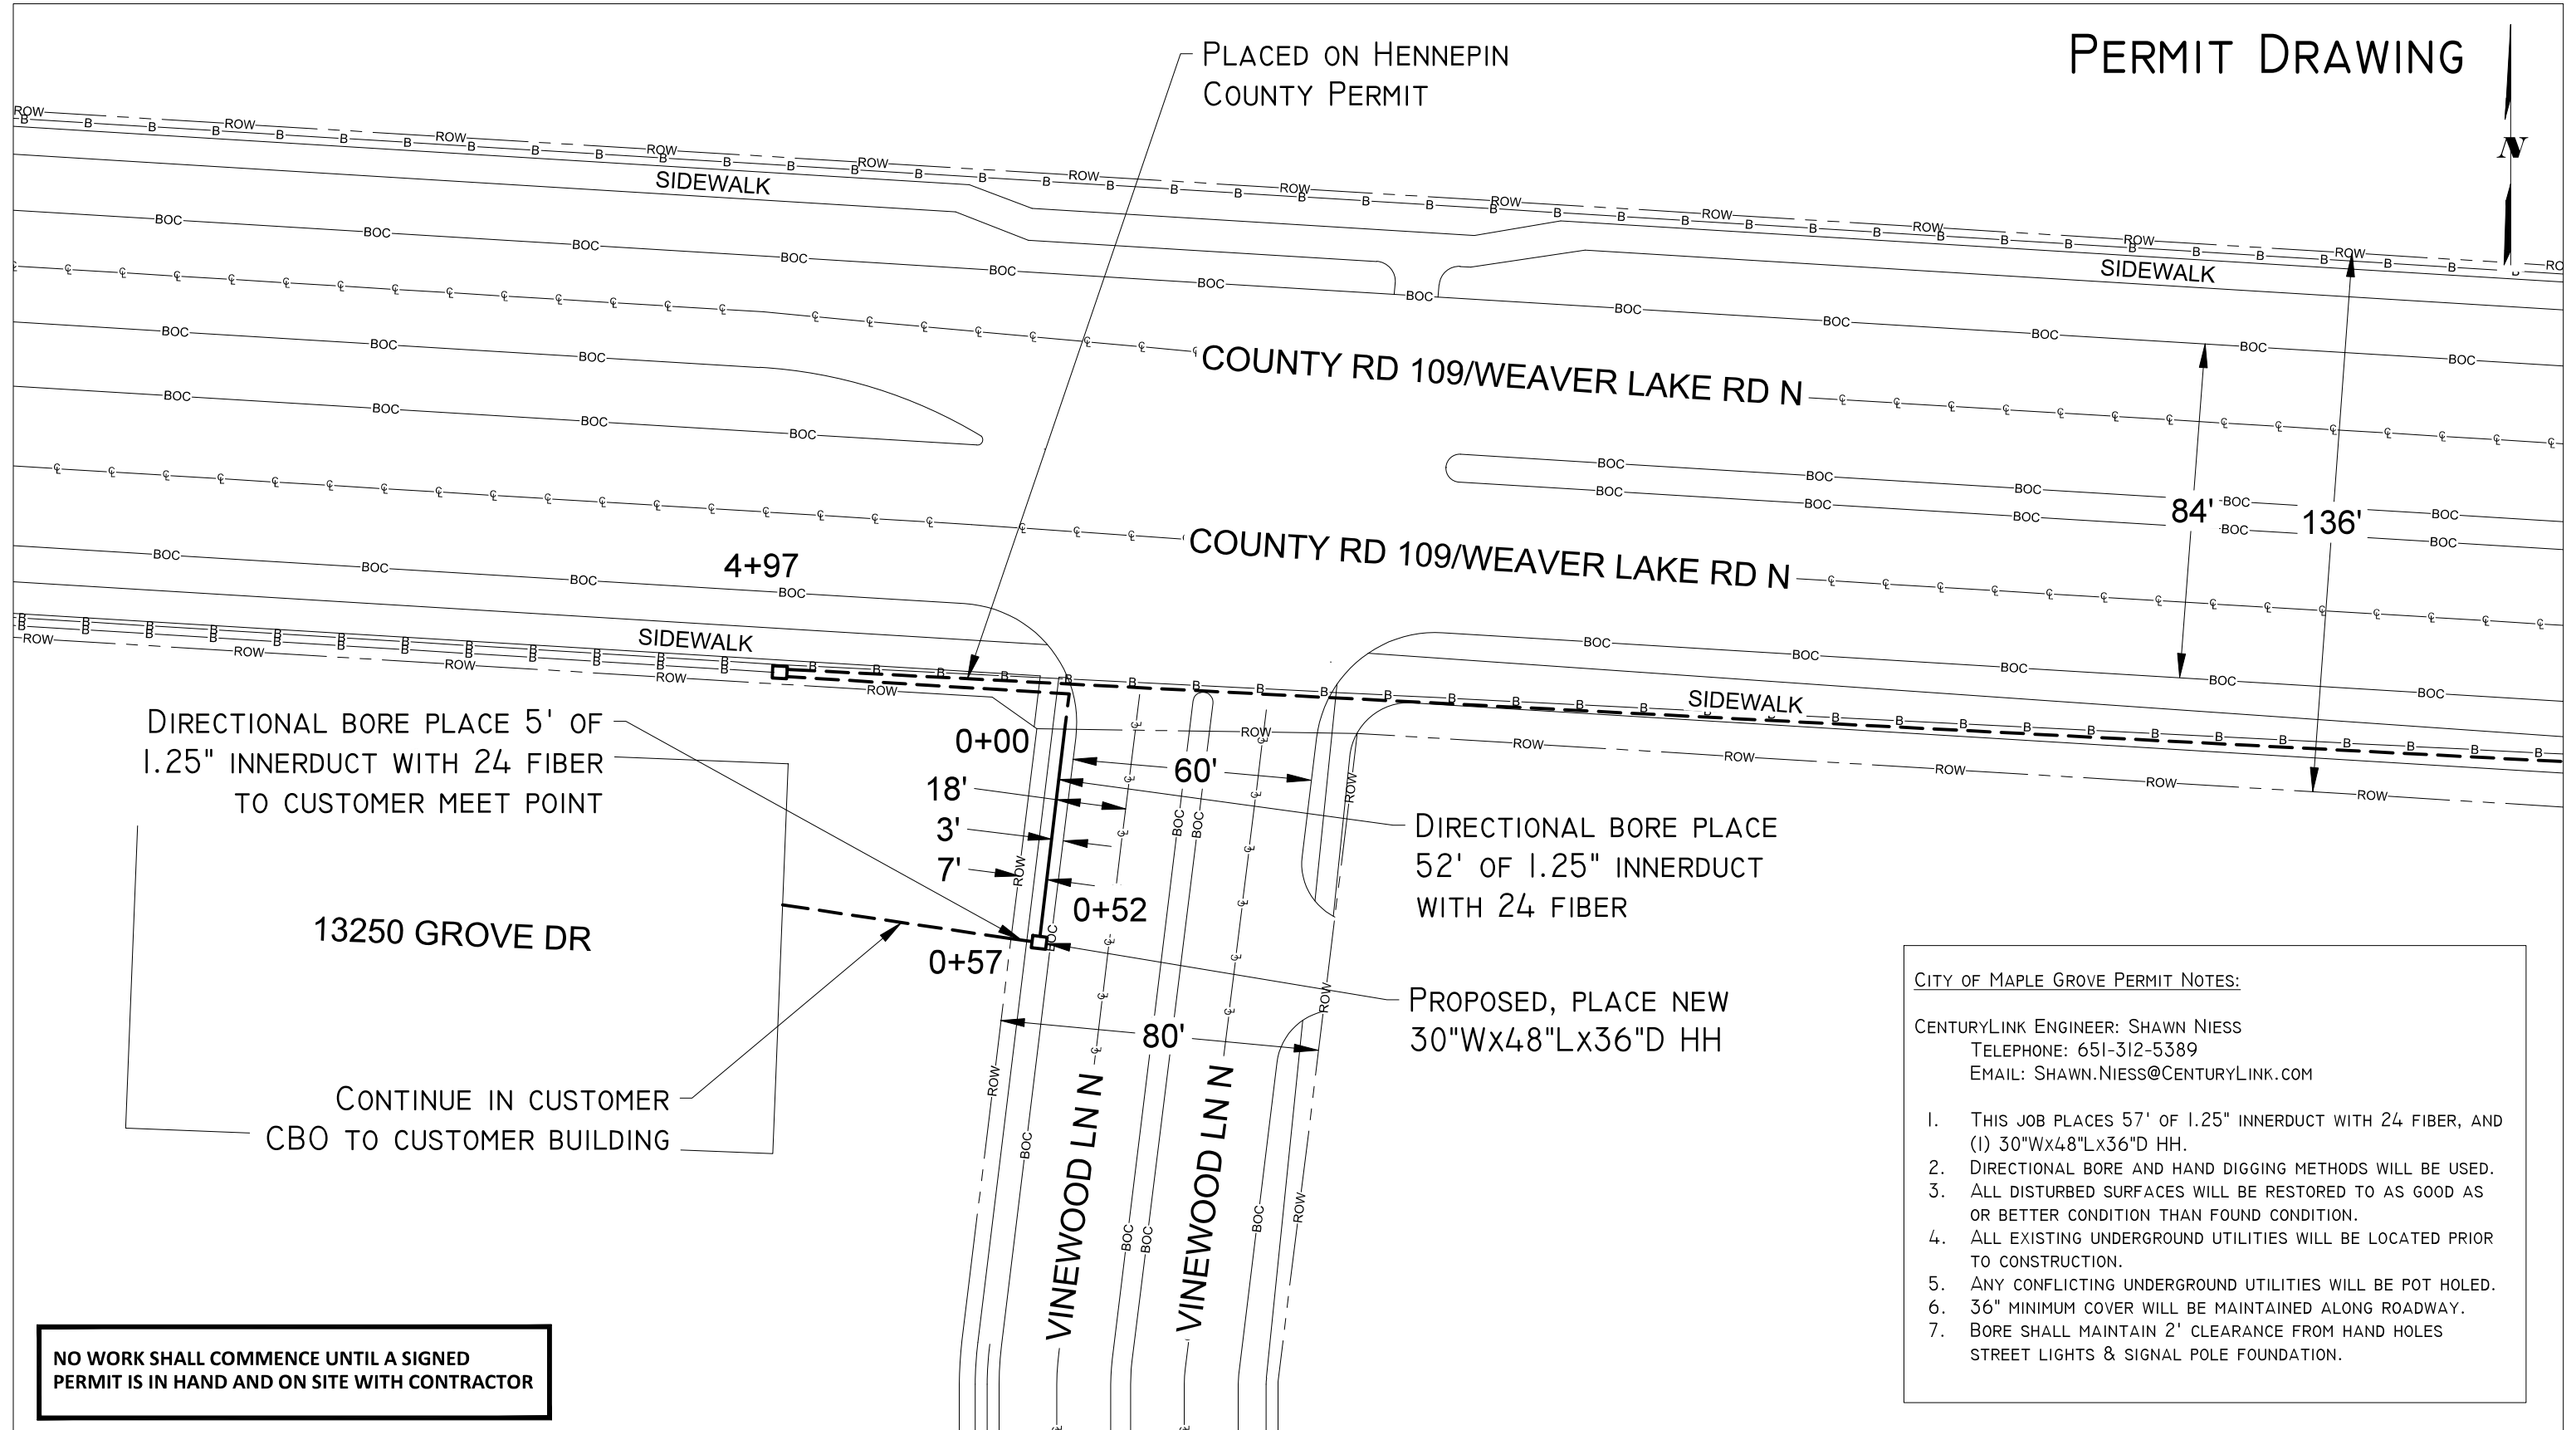 PERMIT DRAWING
PLACED ON HENNEPIN
COUNTY PERMIT
N
ROW
B
SIDEWALK
BOC
SIDEWALK
COUNTY RD 109/WEAVER LAKE RD N
84'
136'
COUNTY RD 109/WEAVER LAKE RD N
4+97
SIDEWALK
SIDEWALK
DIRECTIONAL BORE PLACE 5' OF
1.25" INNERDUCT WITH 24 FIBER
TO CUSTOMER MEET POINT
0+00
60'
18'
3'
7'
DIRECTIONAL BORE PLACE
52' OF 1.25" INNERDUCT
WITH 24 FIBER
0+52
13250 GROVE DR
0+57
PROPOSED, PLACE NEW
30"WX48"LX36"D HH
80'
CONTINUE IN CUSTOMER
CBO TO CUSTOMER BUILDING
VINEWOOD LN N
VINEWOOD LN N
CITY OF MAPLE GROVE PERMIT NOTES:
CENTURYLINK ENGINEER: SHAWN NIESS
TELEPHONE: 651-312-5389
EMAIL: SHAWN.NIESS@CENTURYLINK.COM
1. THIS JOB PLACES 57' OF 1.25" INNERDUCT WITH 24 FIBER, AND
(1) 30"WX48"LX36"D HH.
2. DIRECTIONAL BORE AND HAND DIGGING METHODS WILL BE USED.
3. ALL DISTURBED SURFACES WILL BE RESTORED TO AS GOOD AS
OR BETTER CONDITION THAN FOUND CONDITION.
4. ALL EXISTING UNDERGROUND UTILITIES WILL BE LOCATED PRIOR
TO CONSTRUCTION.
5. ANY CONFLICTING UNDERGROUND UTILITIES WILL BE POT HOLED.
6. 36" MINIMUM COVER WILL BE MAINTAINED ALONG ROADWAY.
7. BORE SHALL MAINTAIN 2' CLEARANCE FROM HAND HOLES
STREET LIGHTS & SIGNAL POLE FOUNDATION.
NO WORK SHALL COMMENCE UNTIL A SIGNED
PERMIT IS IN HAND AND ON SITE WITH CONTRACTOR